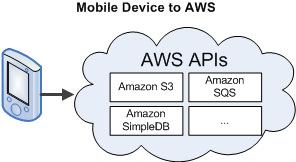 Mobile Device to AWS
AWS APIs
Amazon S3
Amazon
SQS
Amazon
SimpleDB
...